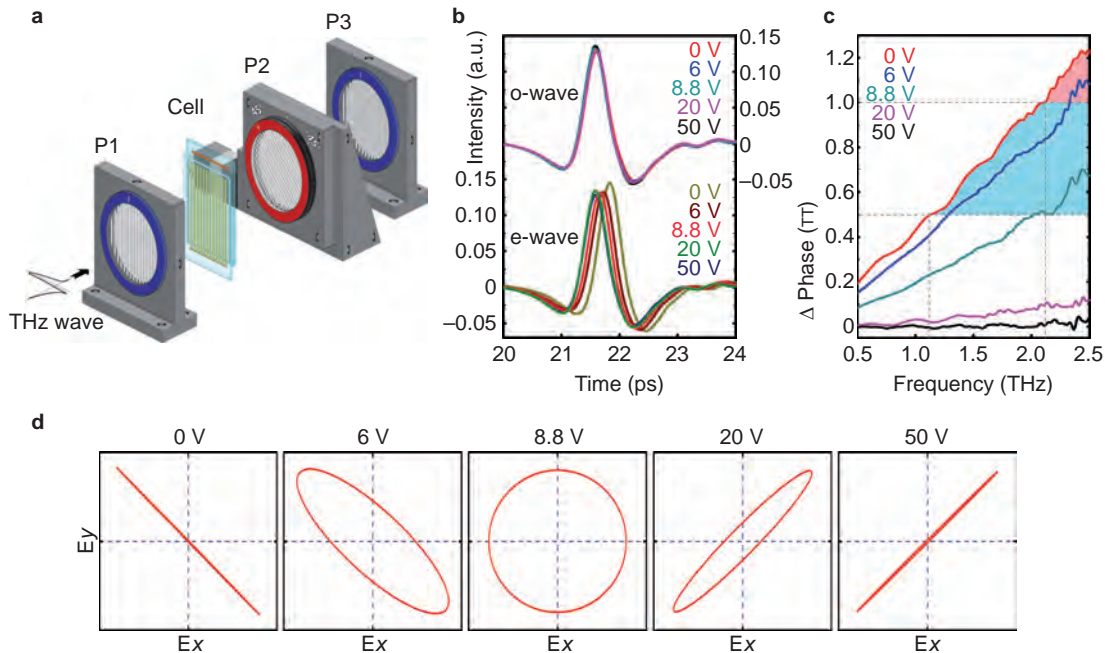 a
P1
Cell
P2
P3
THz wave
b
Intensity (a.u.)
0.15
0.10
0.05
0
–0.05
0.15
0.10
0.05
0
–0.05
o-wave
0 V
6 V
8.8 V
20 V
50 V
e-wave
0 V
6 V
8.8 V
20 V
50 V
20 21 22 23 24
Time (ps)
c
Δ Phase (π)
1.2
1.0
0.8
0.6
0.4
0.2
0
0 V
6 V
8.8 V
20 V
50 V
0.5 1.0 1.5 2.0 2.5
Frequency (THz)
d
0 V 6 V 8.8 V 20 V 50 V
Ey
Ex Ex Ex Ex Ex